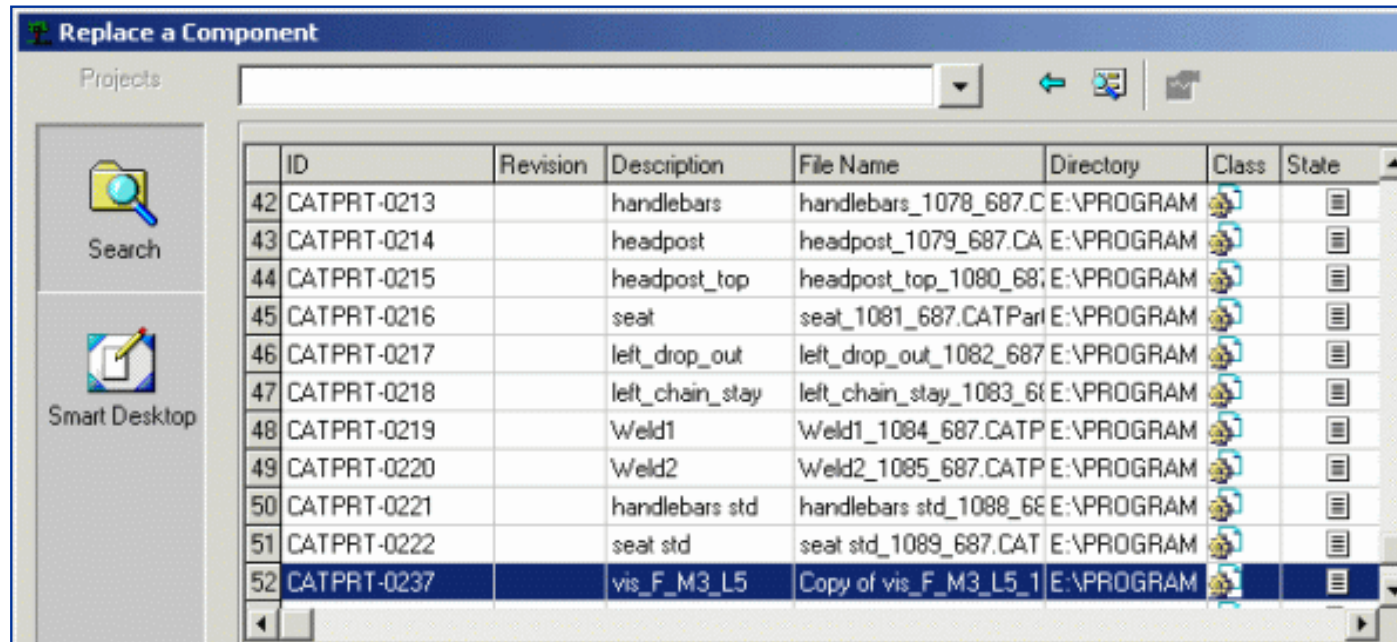 Replace a Component
Projects
ID Revision Description File Name Directory Class State
42 CATPRT-0213 handlebars handlebars_1078_687.C E:\PROGRAM
43 CATPRT-0214 headpost headpost_1079_687.CA E:\PROGRAM
44 CATPRT-0215 headpost_top headpost_top_1080_687. E:\PROGRAM
45 CATPRT-0216 seat seat_1081_687.CATPart E:\PROGRAM
46 CATPRT-0217 left_drop_out left_drop_out_1082_687 E:\PROGRAM
47 CATPRT-0218 left_chain_stay left_chain_stay_1083_68 E:\PROGRAM
48 CATPRT-0219 Weld1 Weld1_1084_687.CATP E:\PROGRAM
49 CATPRT-0220 Weld2 Weld2_1085_687.CATP E:\PROGRAM
50 CATPRT-0221 handlebars std handlebars std_1088_68 E:\PROGRAM
51 CATPRT-0222 seat std seat std_1089_687.CAT E:\PROGRAM
52 CATPRT-0237 vis_F_M3_L5 Copy of vis_F_M3_L5_1 E:\PROGRAM
Search
Smart Desktop